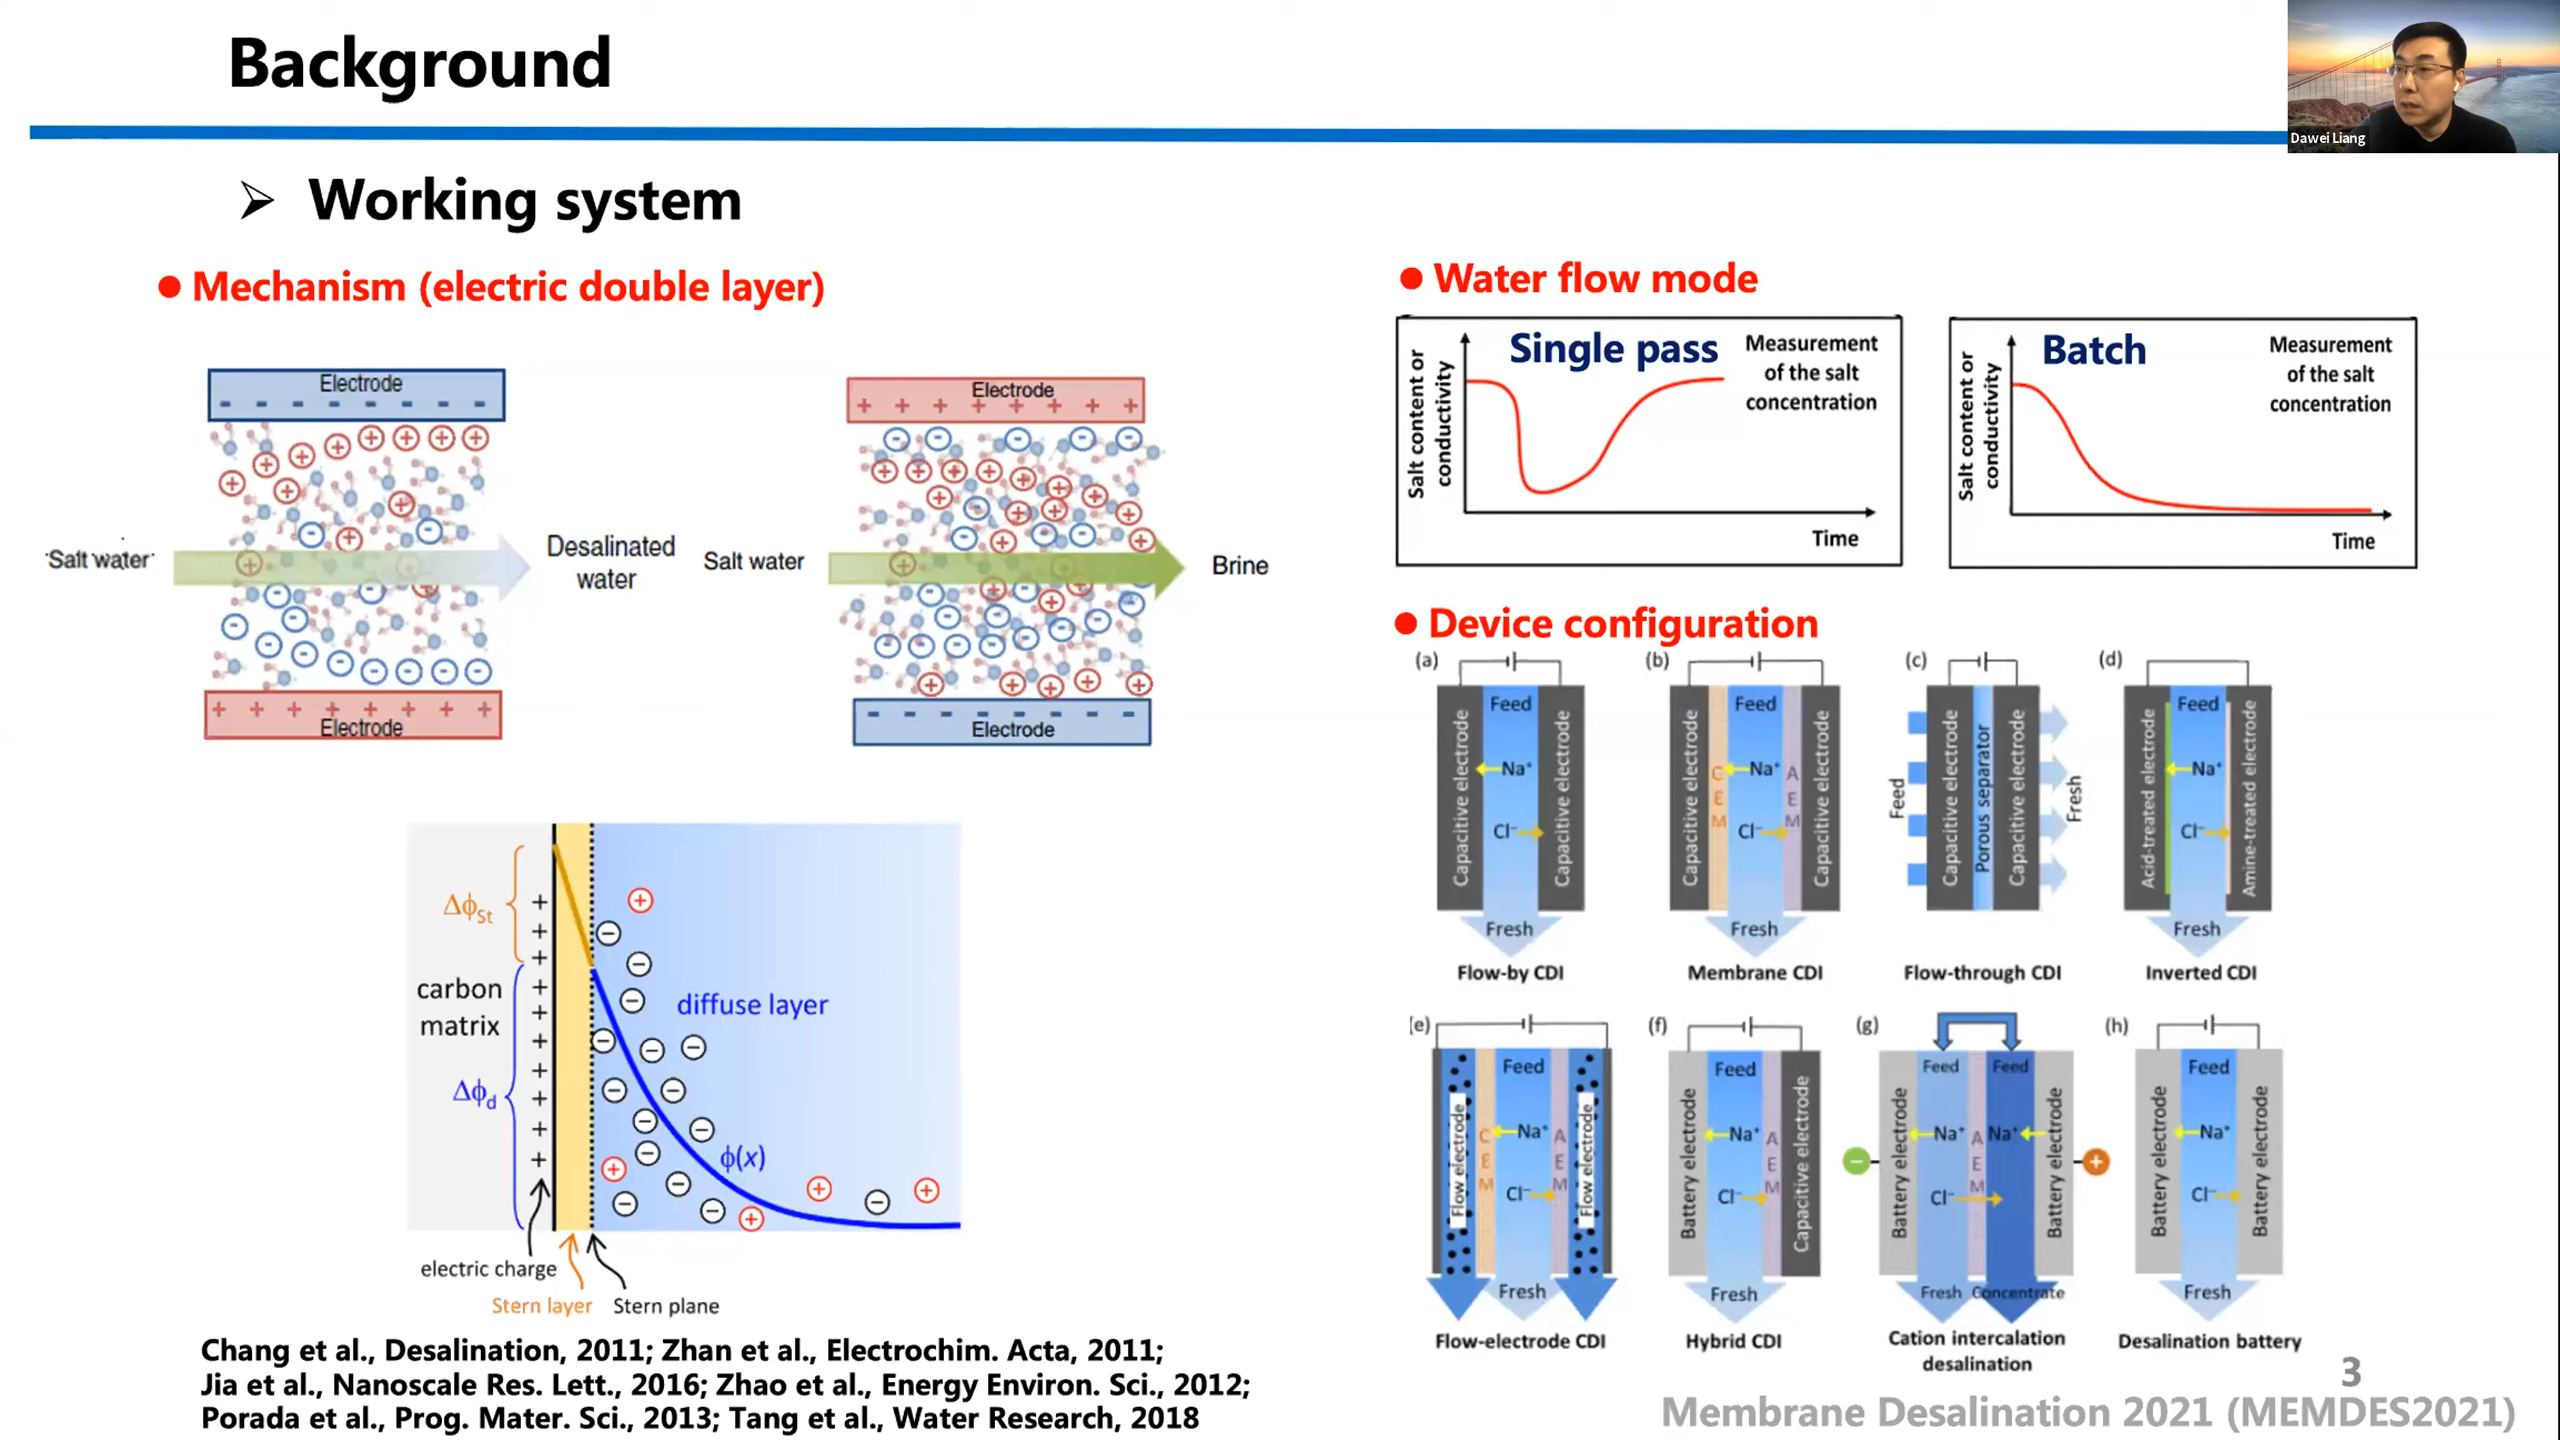 Background
Dawei Liang
➢ Working system
● Mechanism (electric double layer)
Electrode
- - - - - - - -
Salt water
Desalinated
water
+ + + + + + + +
Electrode
Electrode
+ + + + + + + +
Salt water
Brine
- - - - - - - -
Electrode
Δϕst
carbon
matrix
Δϕd
diffuse layer
ϕ(x)
electric charge
Stern layer
Stern plane
Chang et al., Desalination, 2011; Zhan et al., Electrochim. Acta, 2011;
Jia et al., Nanoscale Res. Lett., 2016; Zhao et al., Energy Environ. Sci., 2012;
Porada et al., Prog. Mater. Sci., 2013; Tang et al., Water Research, 2018
● Water flow mode
Salt content or
conductivity
Single pass
Measurement
of the salt
concentration
Time
Salt content or
conductivity
Batch
Measurement
of the salt
concentration
Time
● Device configuration
(a)
Capacitive electrode
Feed
Na⁺
Cl⁻
Capacitive electrode
Fresh
Flow-by CDI
(b)
Capacitive electrode
CEM
Feed
Na⁺
Cl⁻
AEM
Capacitive electrode
Fresh
Membrane CDI
(c)
Feed
Capacitive electrode
Porous separator
Capacitive electrode
Fresh
Flow-through CDI
(d)
Acid-treated electrode
Feed
Na⁺
Cl⁻
Amine-treated electrode
Fresh
Inverted CDI
(e)
Flow electrode
CEM
Feed
Na⁺
Cl⁻
AEM
Flow electrode
Fresh
Flow-electrode CDI
(f)
Battery electrode
Feed
Na⁺
Cl⁻
AEM
Capacitive electrode
Fresh
Hybrid CDI
(g)
Battery electrode
Feed
Na⁺
Cl⁻
AEM
Feed
Na⁺
Battery electrode
Fresh
Concentrate
Cation intercalation
desalination
(h)
Battery electrode
Feed
Na⁺
Cl⁻
Battery electrode
Fresh
Desalination battery
3
Membrane Desalination 2021 (MEMDES2021)